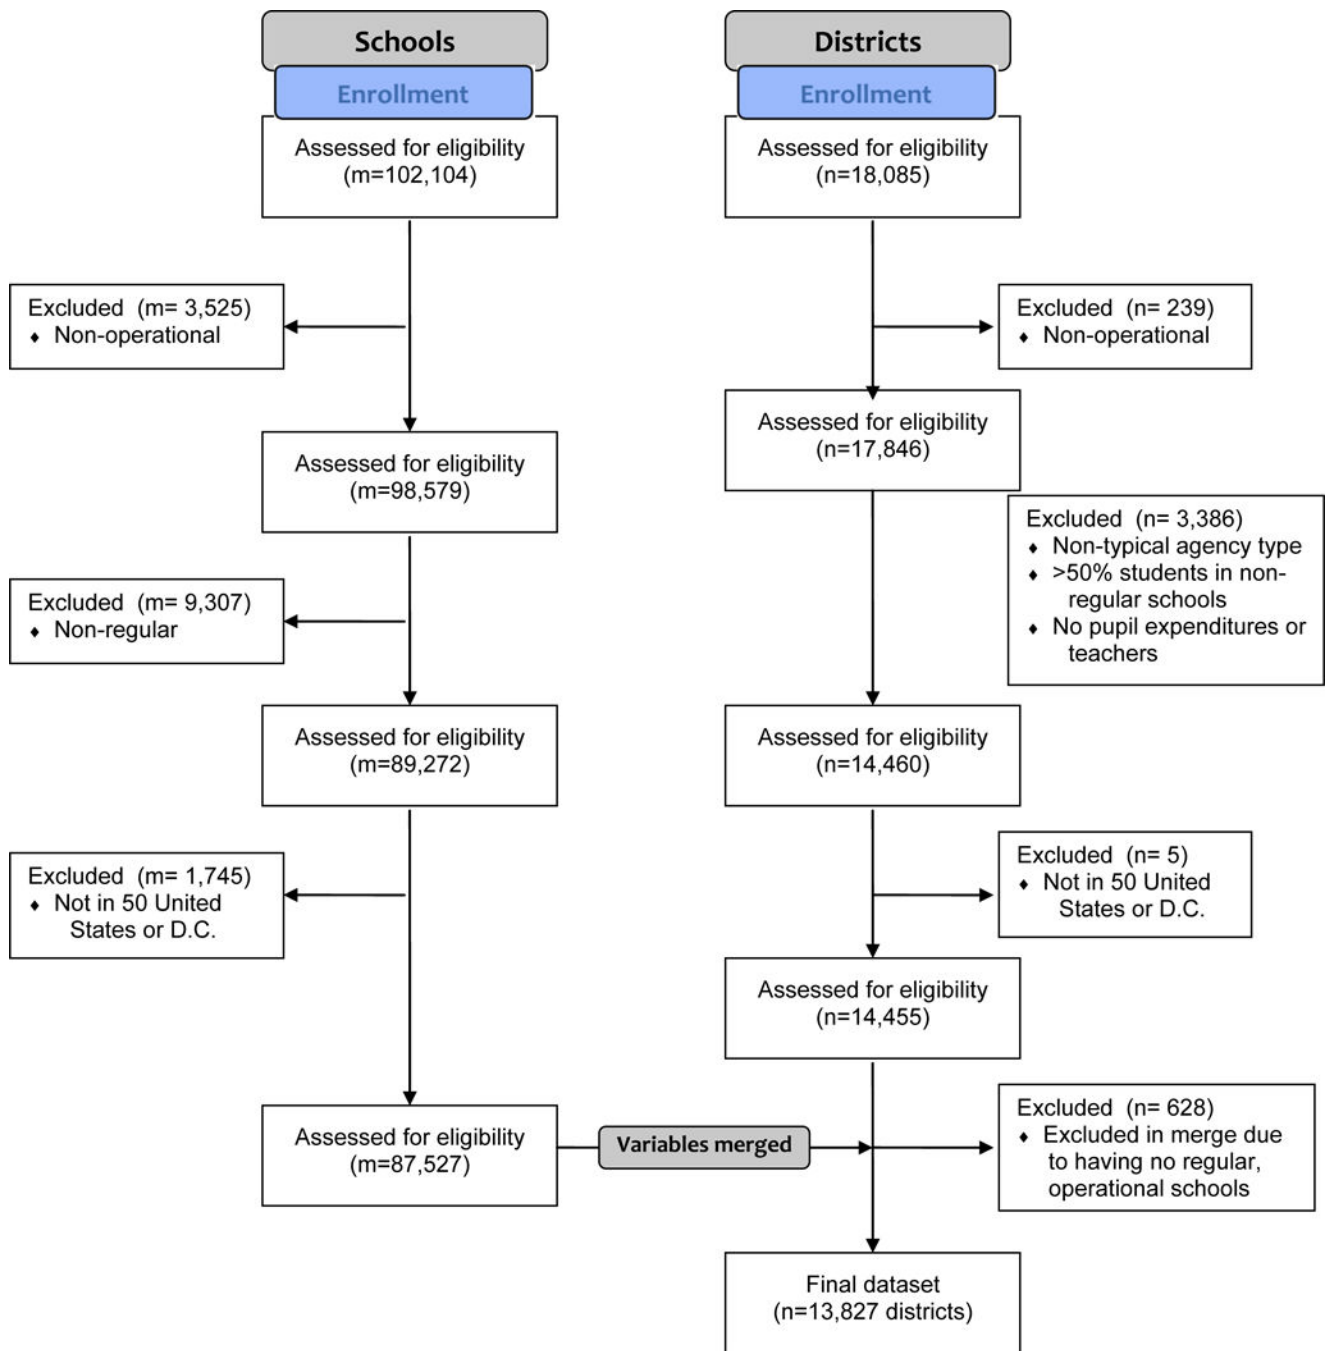 Schools
Enrollment
Assessed for eligibility
(m=102,104)
Excluded (m= 3,525)
♦ Non-operational
Assessed for eligibility
(m=98,579)
Excluded (m= 9,307)
♦ Non-regular
Assessed for eligibility
(m=89,272)
Excluded (m= 1,745)
♦ Not in 50 United
States or D.C.
Assessed for eligibility
(m=87,527)
Variables merged
Districts
Enrollment
Assessed for eligibility
(n=18,085)
Excluded (n= 239)
♦ Non-operational
Assessed for eligibility
(n=17,846)
Excluded (n= 3,386)
♦ Non-typical agency type
♦ >50% students in non-
regular schools
♦ No pupil expenditures or
teachers
Assessed for eligibility
(n=14,460)
Excluded (n= 5)
♦ Not in 50 United
States or D.C.
Assessed for eligibility
(n=14,455)
Excluded (n= 628)
♦ Excluded in merge due
to having no regular,
operational schools
Final dataset
(n=13,827 districts)